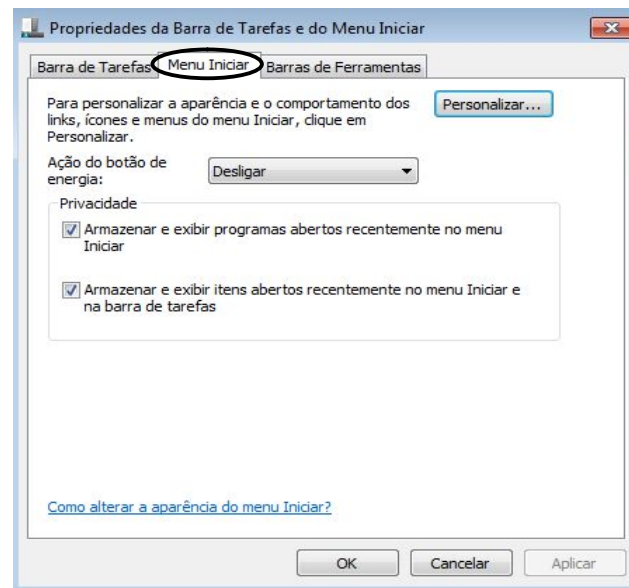 Propriedades da Barra de Tarefas e do Menu Iniciar
Barra de Tarefas Menu Iniciar Barras de Ferramentas
Para personalizar a aparência e o comportamento dos
links, ícones e menus do menu Iniciar, clique em
Personalizar.
Personalizar...
Ação do botão de
energia:
Desligar
Privacidade
Armazenar e exibir programas abertos recentemente no menu
Iniciar
Armazenar e exibir itens abertos recentemente no menu Iniciar e
na barra de tarefas
Como alterar a aparência do menu Iniciar?
OK Cancelar Aplicar